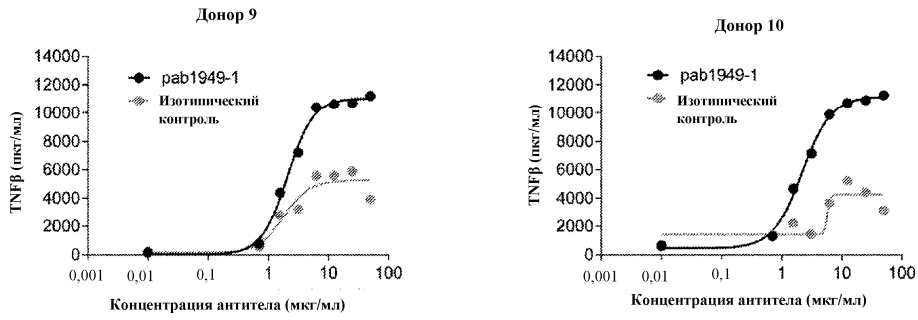 Донор 9
TNFβ (пкг/мл)
14000
12000
10000
8000
6000
4000
2000
0
pab1949-1
Изотипический
контроль
0,001
0,01
0,1
1
10
100
Концентрация антитела (мкг/мл)
Донор 10
TNFβ (пкг/мл)
14000
12000
10000
8000
6000
4000
2000
0
pab1949-1
Изотипический
контроль
0,001
0,01
0,1
1
10
100
Концентрация антитела (мкг/мл)